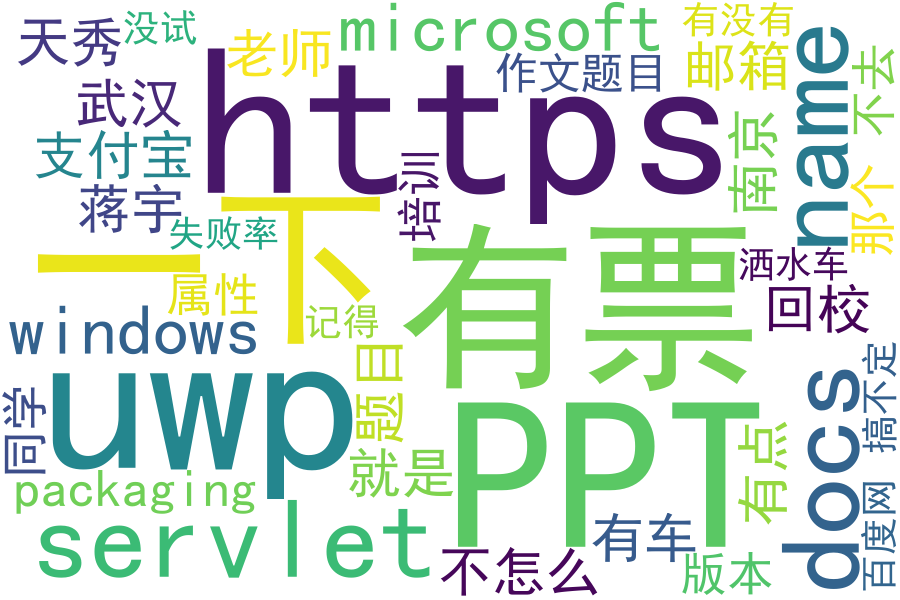 天秀
没试
老师
microsoft
有没有
武汉
https
作文题目
邮箱
name
不去
支付宝
蒋宇
失败率
培训
南京
那个
一下
有票
洒水车
属性
记得
回校
windows
uwp
题目
PPT
docs
搞不定
同学
就是
有点
packaging
servlet
不怎么
有车
版本
百度网